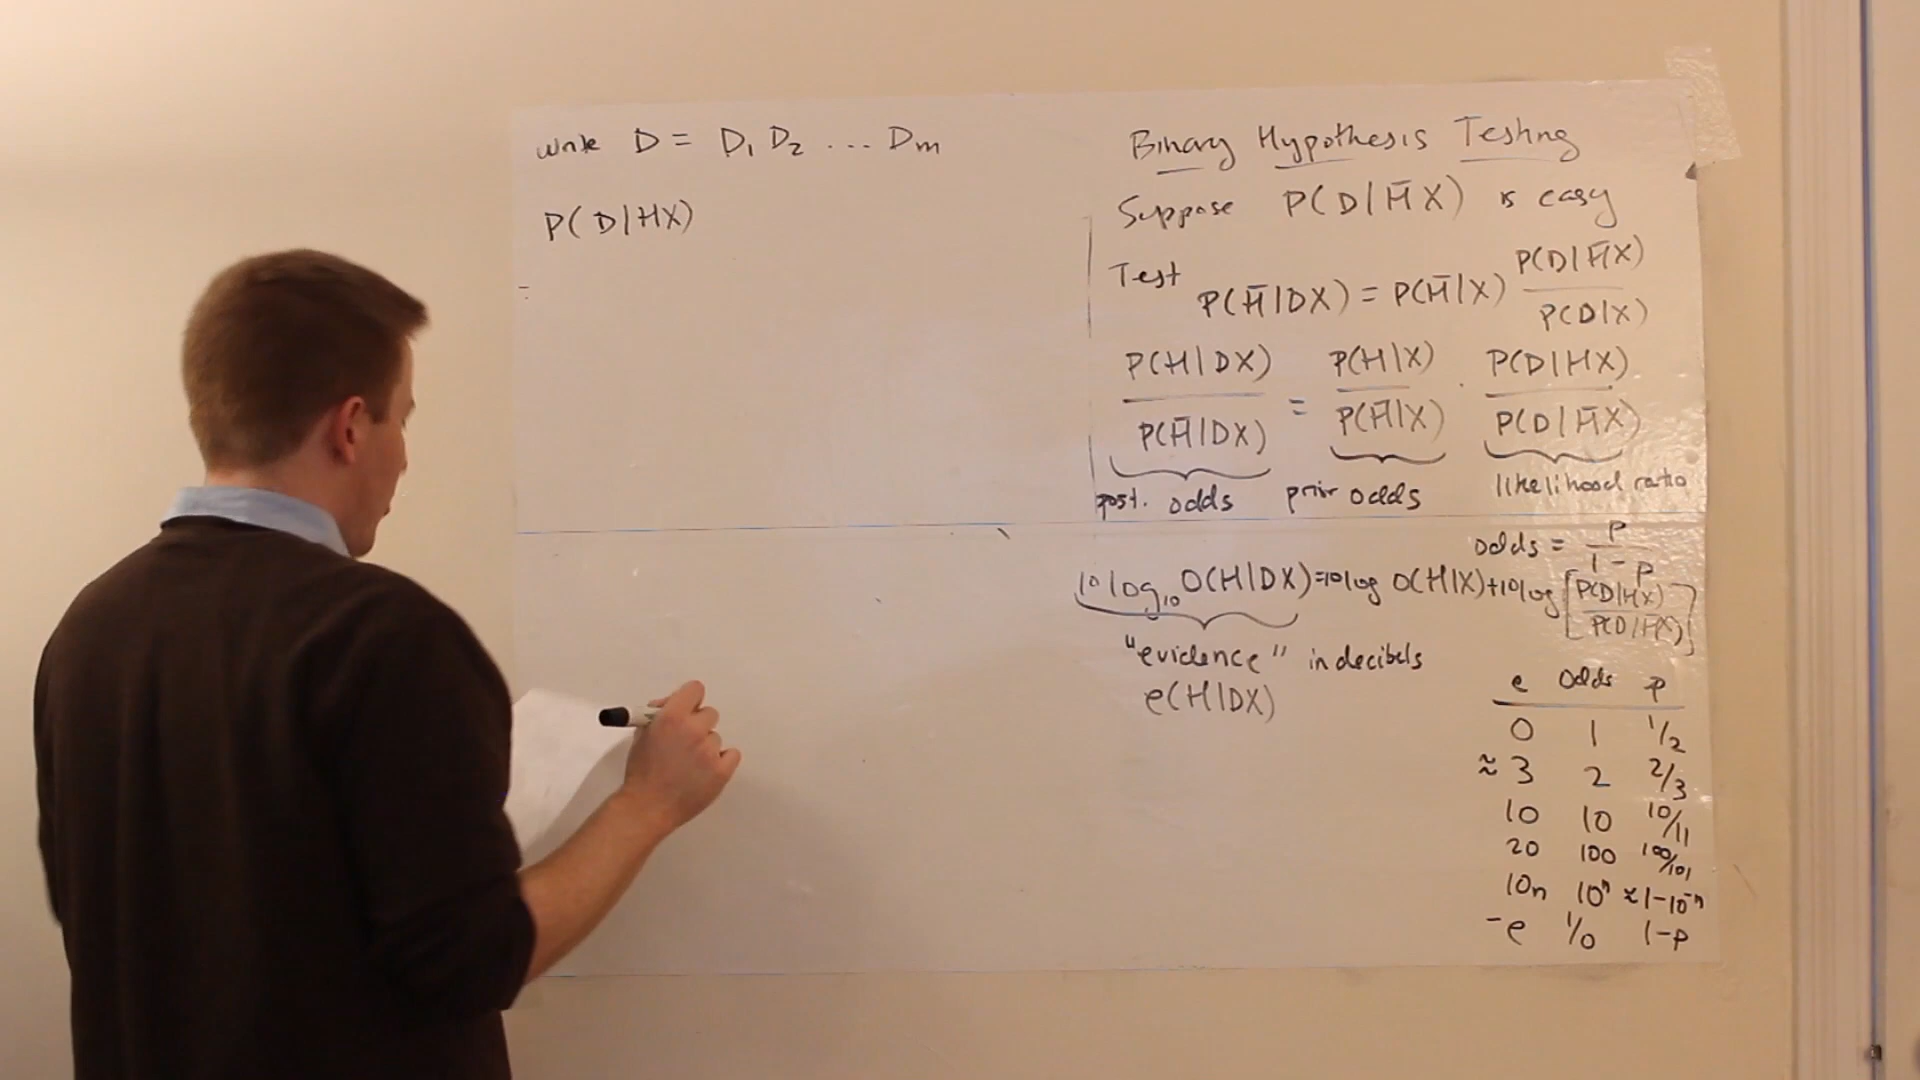 write D = D₁ D₂ ... Dₘ
P(D|HX)
=
Binary Hypothesis Testing
Suppose P(D|H̄X) is easy
Test P(H̄|DX) = P(H̄|X) P(D|H̄X) / P(D|X)
P(H|DX) / P(H̄|DX) = P(H|X) / P(H̄|X) · P(D|HX) / P(D|H̄X)
post. odds prior odds likelihood ratio
odds = p / 1-p
10 log₁₀ O(H|DX) = 10 log O(H|X) + 10 log [P(D|HX) / P(D|H̄X)]
"evidence" in decibels
e(H|DX)
e odds p
0 1 1/2
≈ 3 2 2/3
10 10 10/11
20 100 100/101
10n 10ⁿ ≈ 1-10⁻ⁿ
-e 1/o 1-p